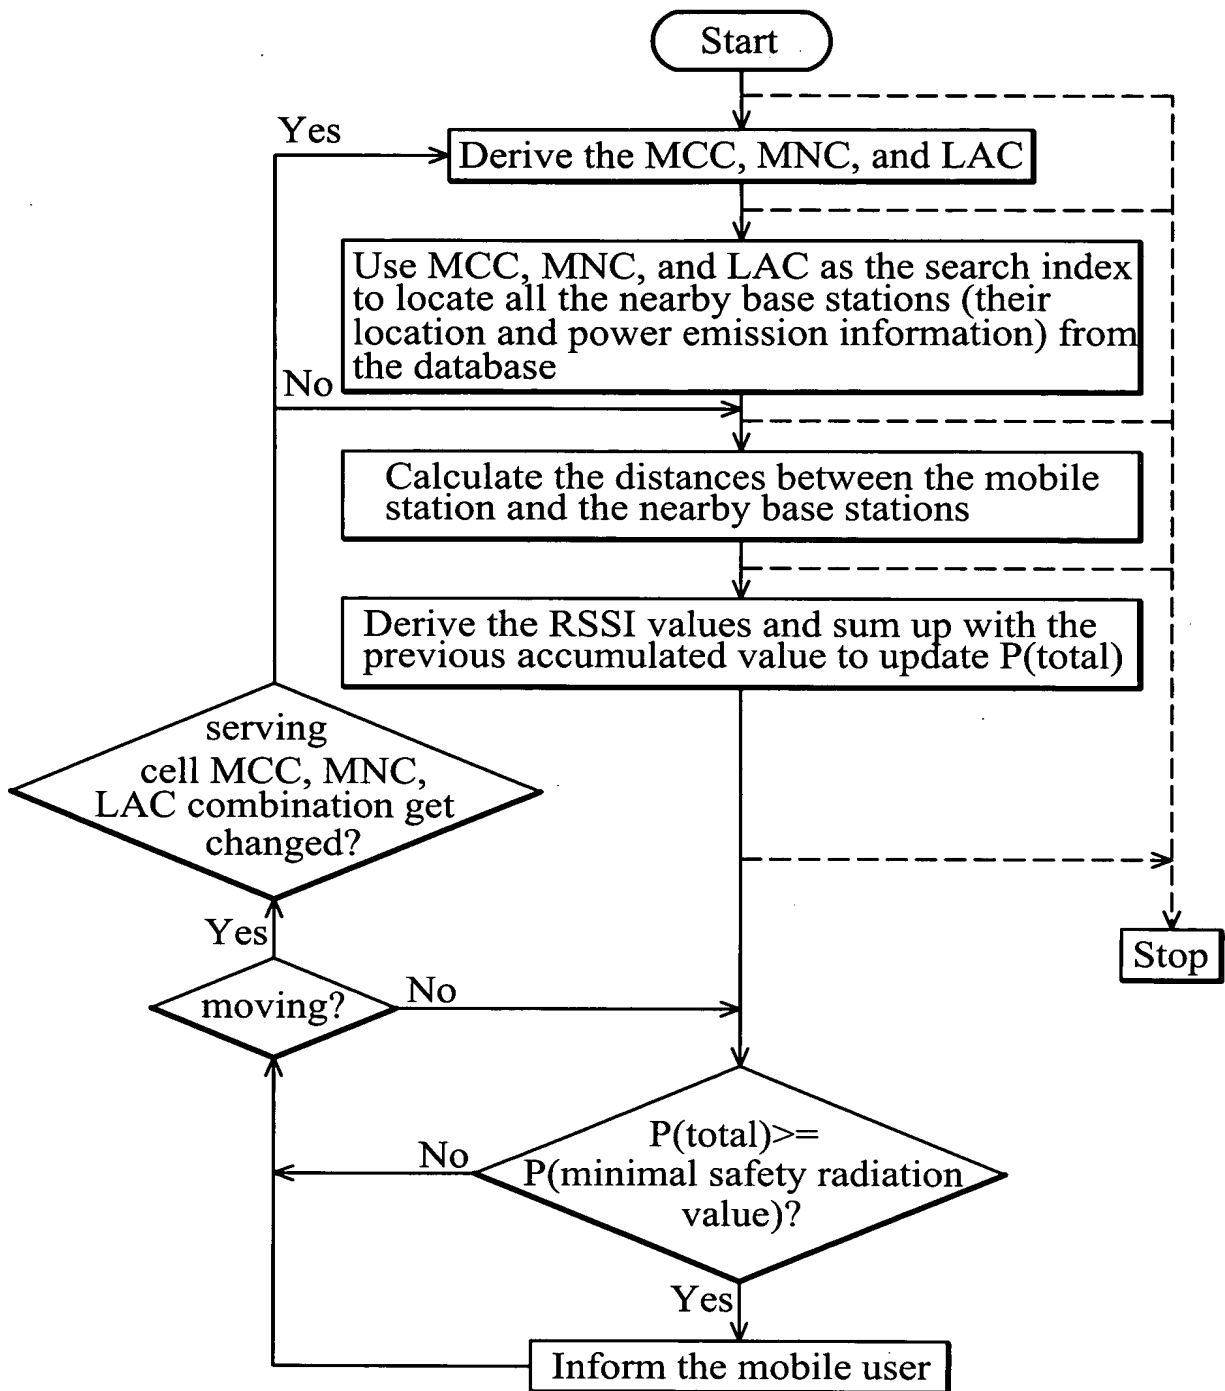 Start
Yes
Derive the MCC, MNC, and LAC
Use MCC, MNC, and LAC as the search index
to locate all the nearby base stations (their
location and power emission information) from
the database
No
Calculate the distances between the mobile
station and the nearby base stations
Derive the RSSI values and sum up with the
previous accumulated value to update P(total)
serving
cell MCC, MNC,
LAC combination get
changed?
Yes
Stop
moving?
No
P(total)>=
P(minimal safety radiation
value)?
No
Yes
Inform the mobile user